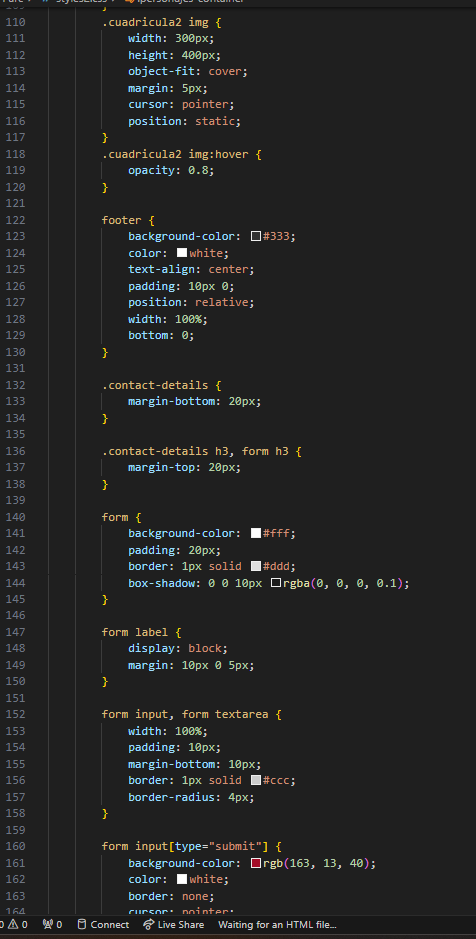 styles2.css
109 }
110 .cuadricula2 img {
111 width: 300px;
112 height: 400px;
113 object-fit: cover;
114 margin: 5px;
115 cursor: pointer;
116 position: static;
117 }
118 .cuadricula2 img:hover {
119 opacity: 0.8;
120 }
121
122 footer {
123 background-color: #333;
124 color: white;
125 text-align: center;
126 padding: 10px 0;
127 position: relative;
128 width: 100%;
129 bottom: 0;
130 }
131
132 .contact-details {
133 margin-bottom: 20px;
134 }
135
136 .contact-details h3, form h3 {
137 margin-top: 20px;
138 }
139
140 form {
141 background-color: #fff;
142 padding: 20px;
143 border: 1px solid #ddd;
144 box-shadow: 0 0 10px rgba(0, 0, 0, 0.1);
145 }
146
147 form label {
148 display: block;
149 margin: 10px 0 5px;
150 }
151
152 form input, form textarea {
153 width: 100%;
154 padding: 10px;
155 margin-bottom: 10px;
156 border: 1px solid #ccc;
157 border-radius: 4px;
158 }
159
160 form input[type="submit"] {
161 background-color: rgb(163, 13, 40);
162 color: white;
163 border: none;
164 cursor: pointer;
0 0 0 Connect Live Share Waiting for an HTML file...